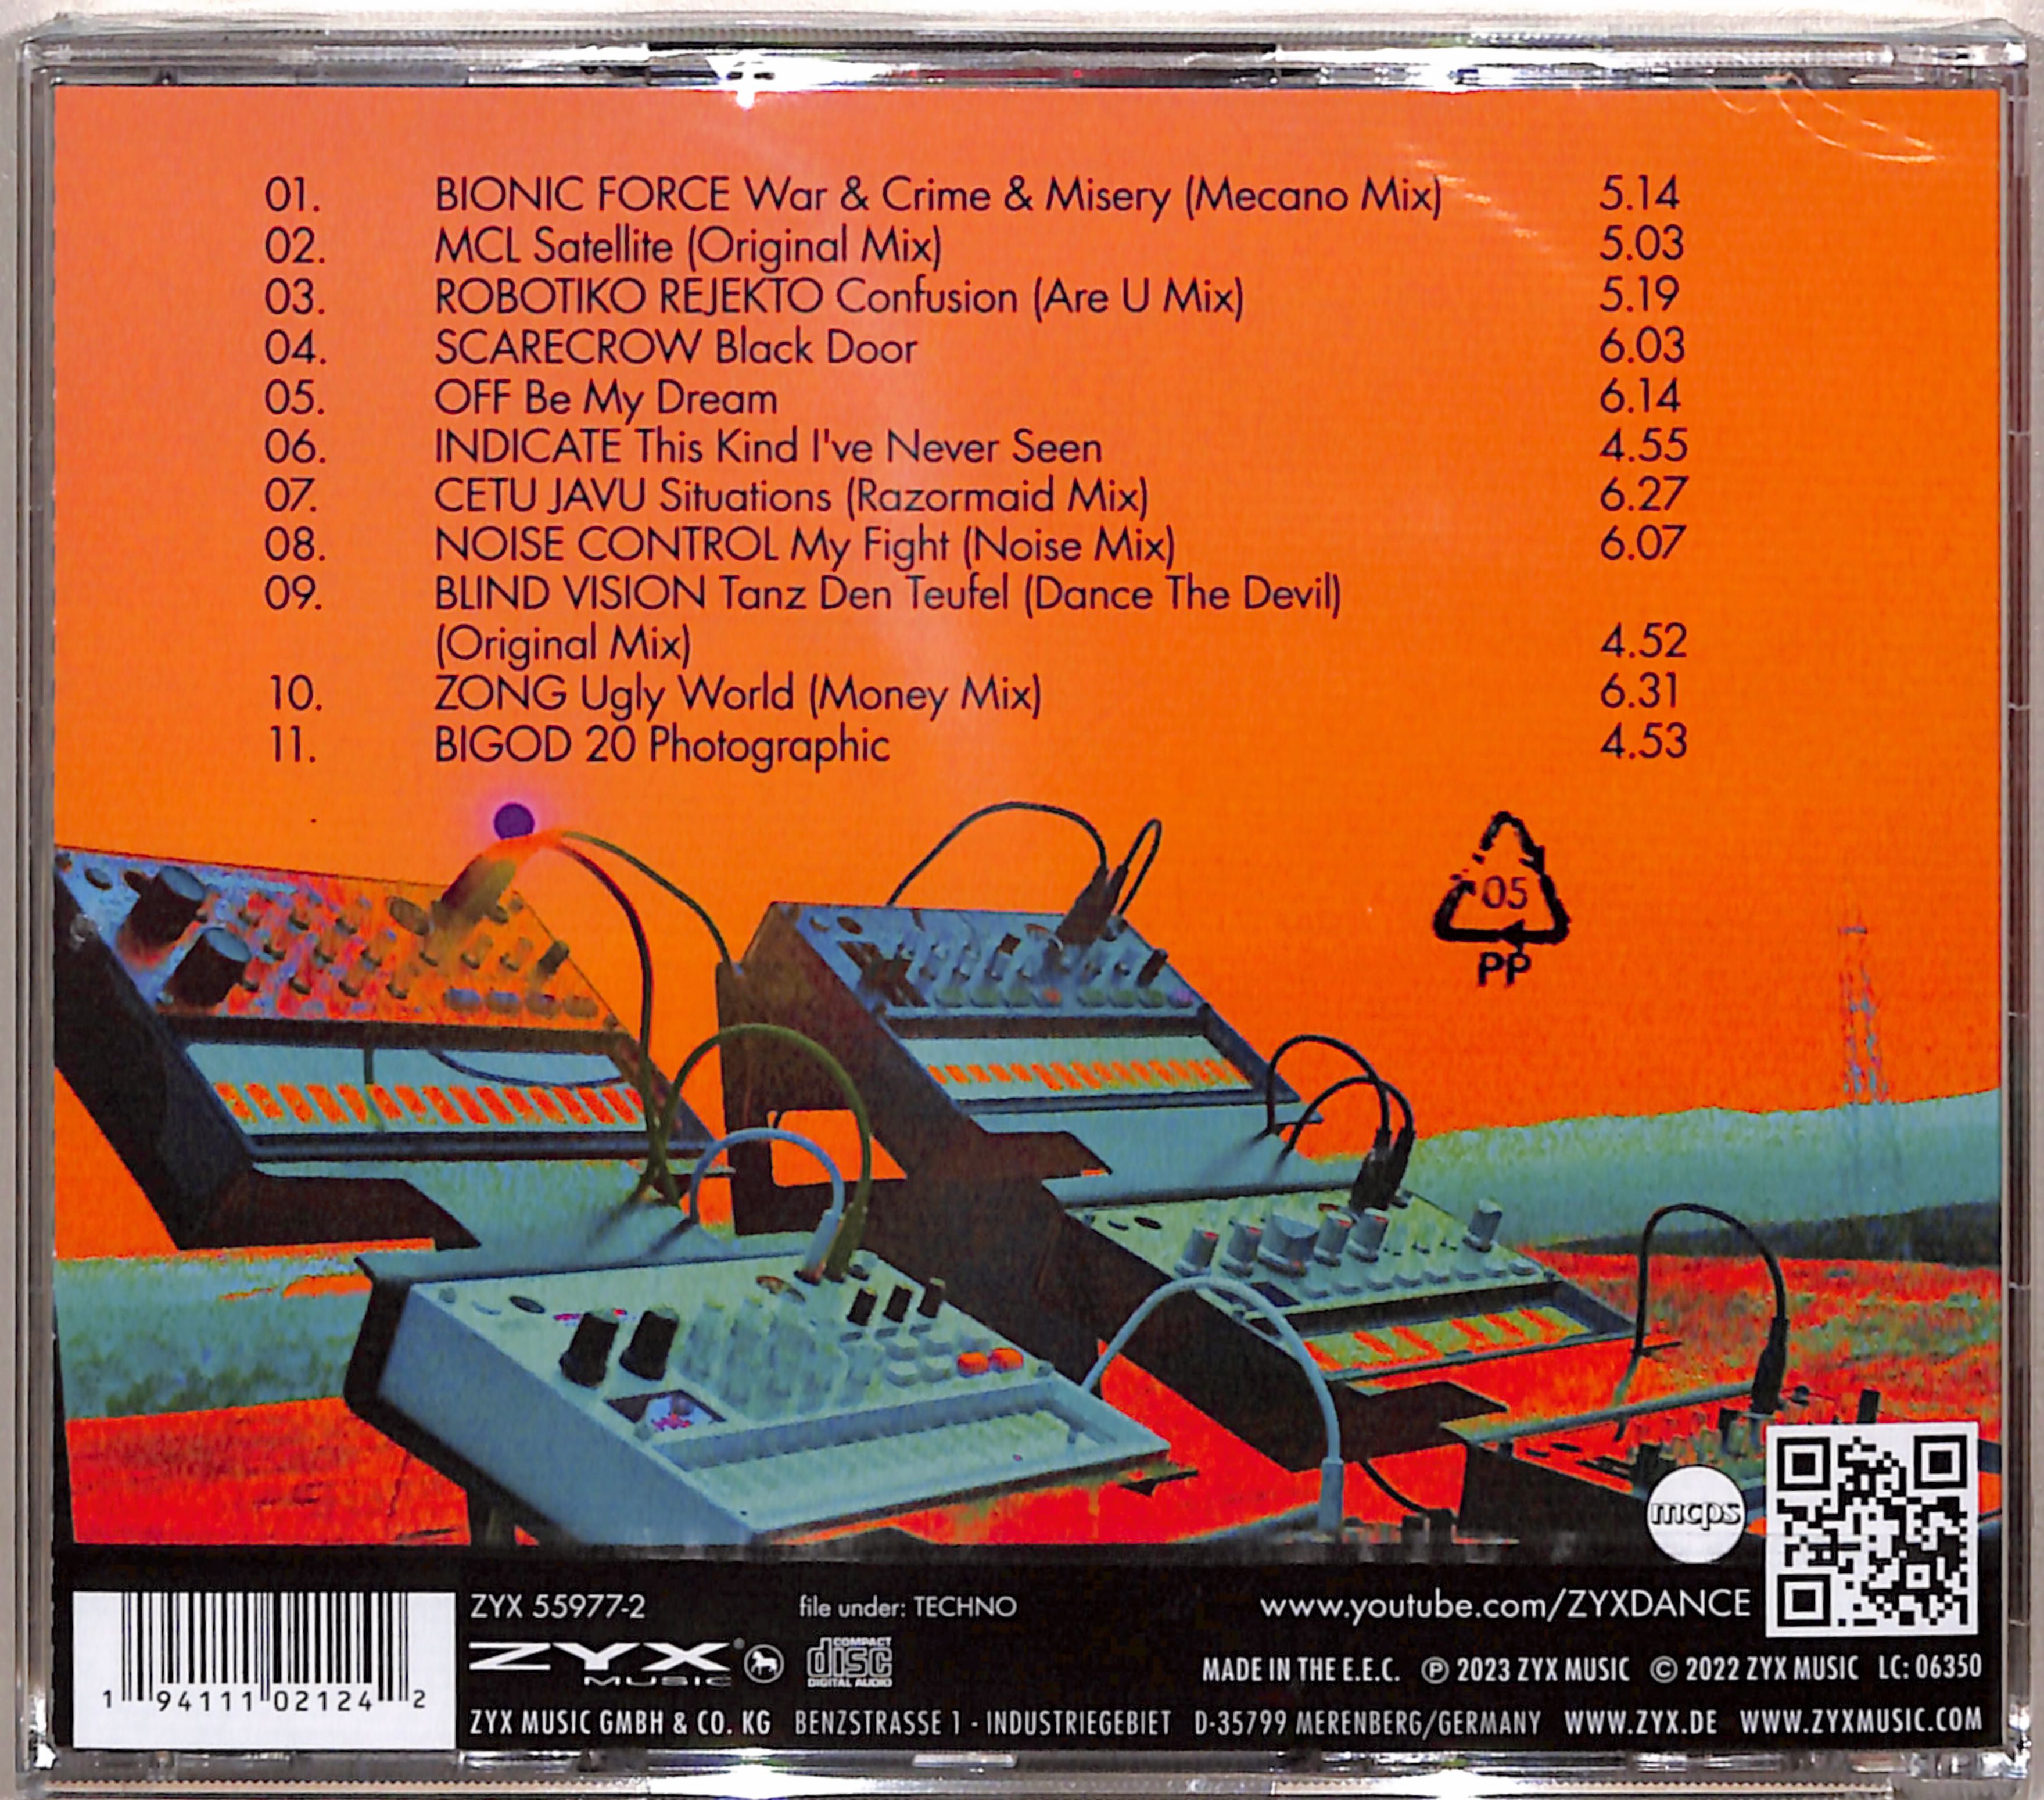 01. BIONIC FORCE War & Crime & Misery (Mecano Mix) 5.14
02. MCL Satellite (Original Mix) 5.03
03. ROBOTIKO REJEKTO Confusion (Are U Mix) 5.19
04. SCARECROW Black Door 6.03
05. OFF Be My Dream 6.14
06. INDICATE This Kind I've Never Seen 4.55
07. CETU JAVU Situations (Razormaid Mix) 6.27
08. NOISE CONTROL My Fight (Noise Mix) 6.07
09. BLIND VISION Tanz Den Teufel (Dance The Devil)
(Original Mix) 4.52
10. ZONG Ugly World (Money Mix) 6.31
11. BIGOD 20 Photographic 4.53
05
PP
mcps
ZYX 55977-2 file under: TECHNO www.youtube.com/ZYXDANCE
ZYX® MUSIC COMPACT disc DIGITAL AUDIO
MADE IN THE E.E.C. ℗ 2023 ZYX MUSIC © 2022 ZYX MUSIC LC: 06350
1 94111 02124 2
ZYX MUSIC GMBH & CO. KG BENZSTRASSE 1 - INDUSTRIEGEBIET D-35799 MERENBERG/GERMANY WWW.ZYX.DE WWW.ZYXMUSIC.COM